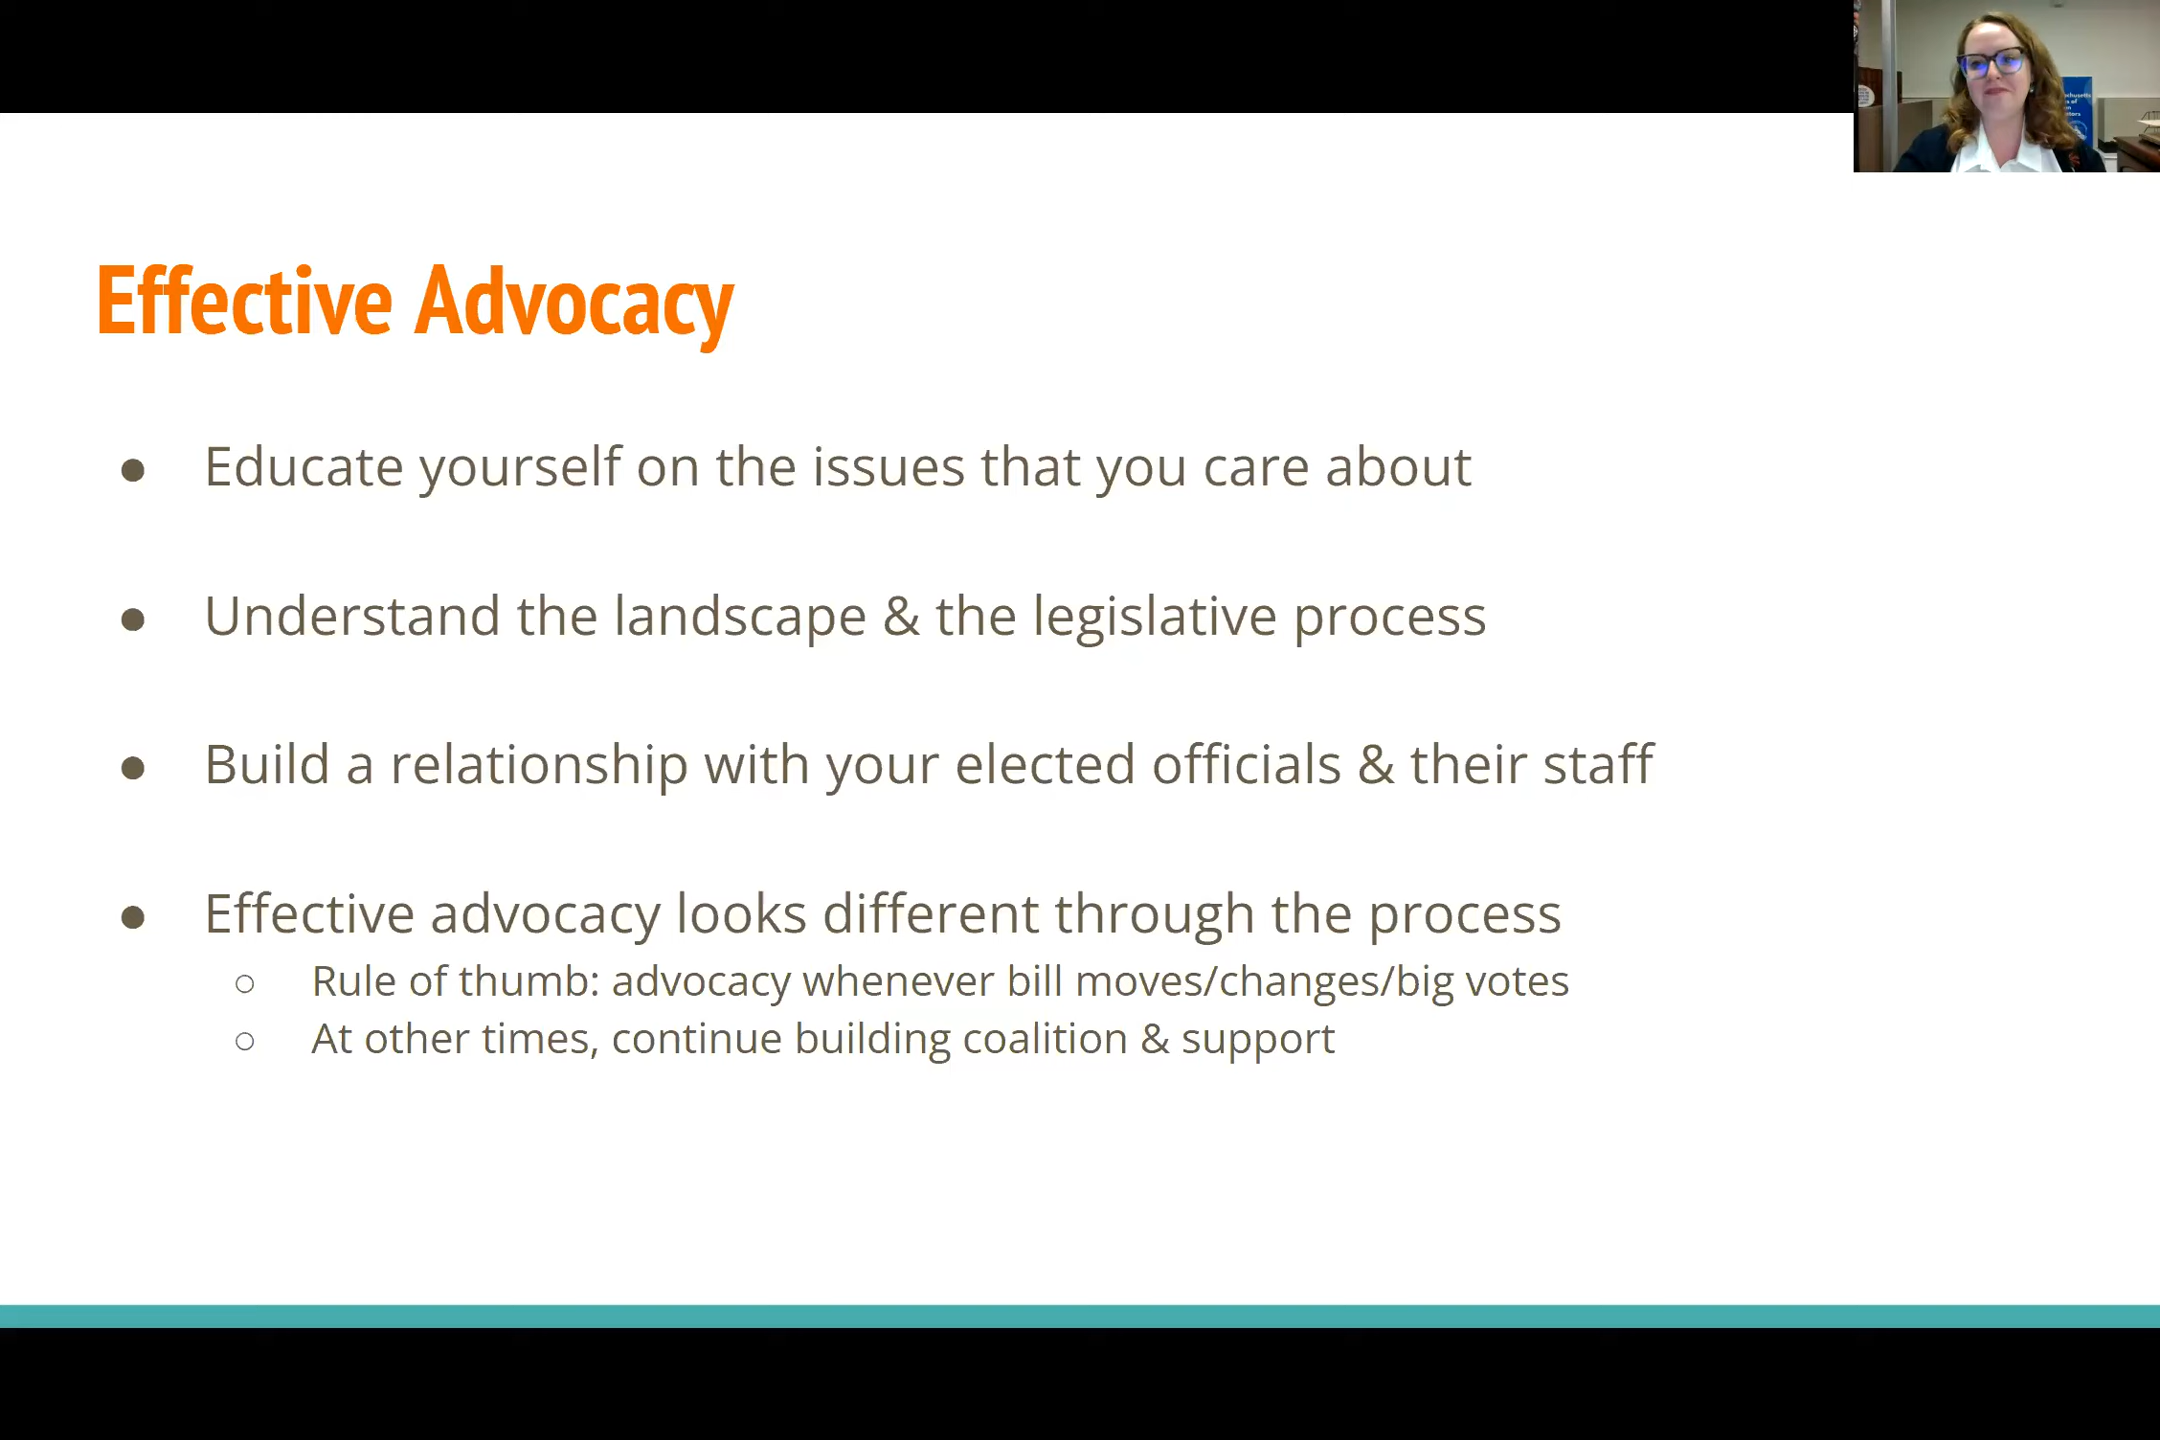 Effective Advocacy
● Educate yourself on the issues that you care about
● Understand the landscape & the legislative process
● Build a relationship with your elected officials & their staff
● Effective advocacy looks different through the process
○ Rule of thumb: advocacy whenever bill moves/changes/big votes
○ At other times, continue building coalition & support